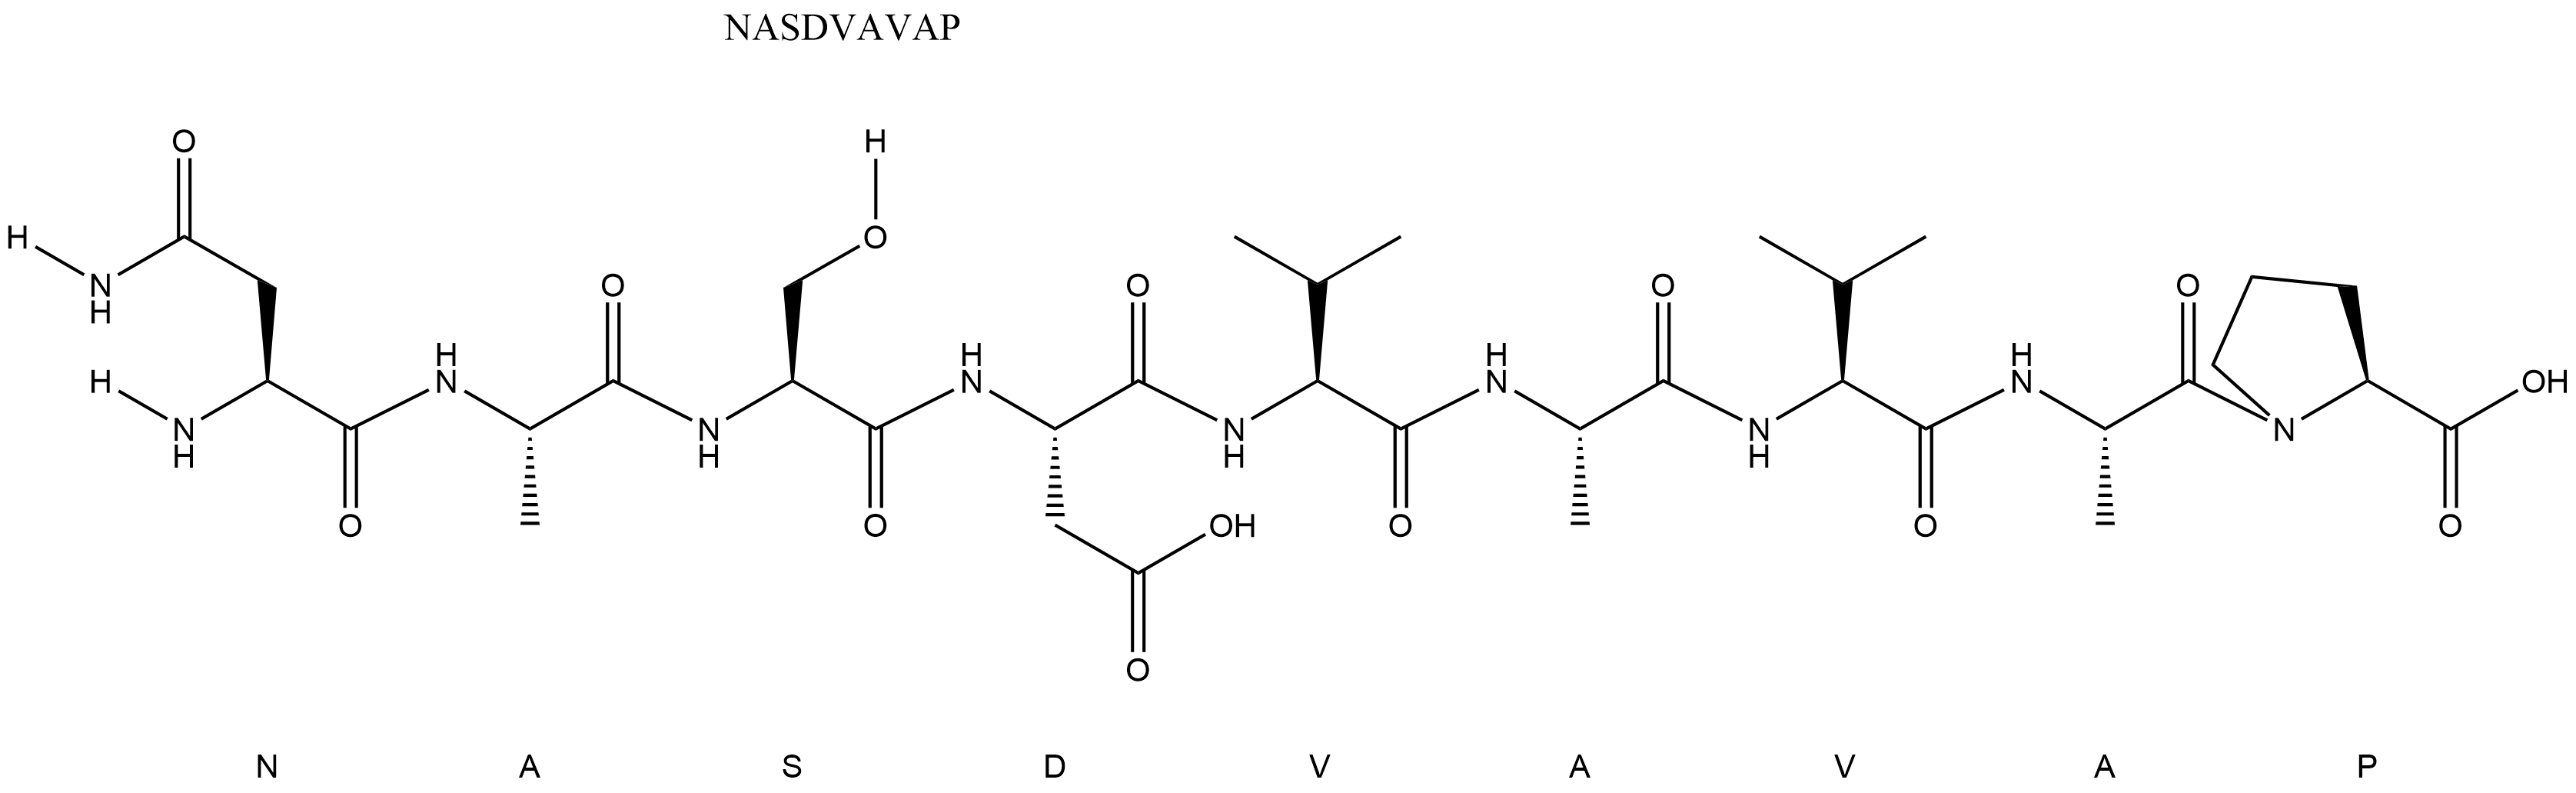 NASDVAVAP
O H
H O
N H
O O O O O
H H H H
H N N N N OH
N H N H N H N H N
O O OH O O O
O
N A S D V A V A P